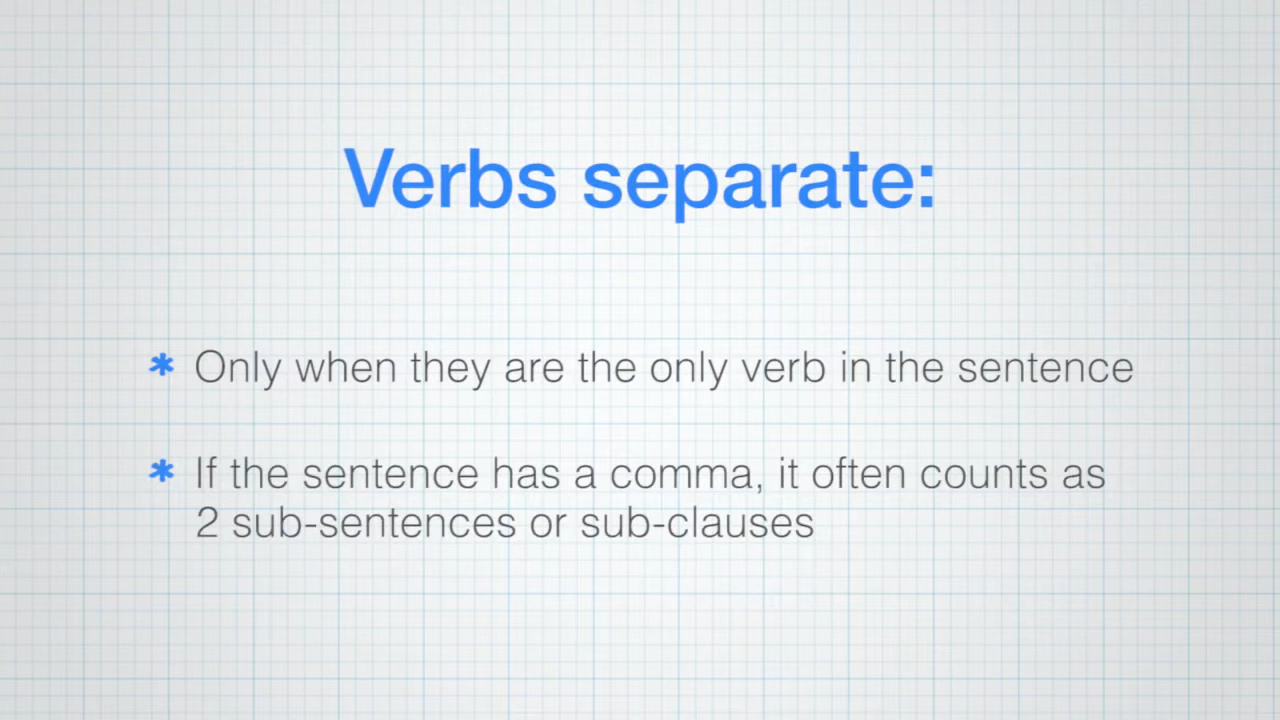 Verbs separate:
* Only when they are the only verb in the sentence
* If the sentence has a comma, it often counts as
2 sub-sentences or sub-clauses